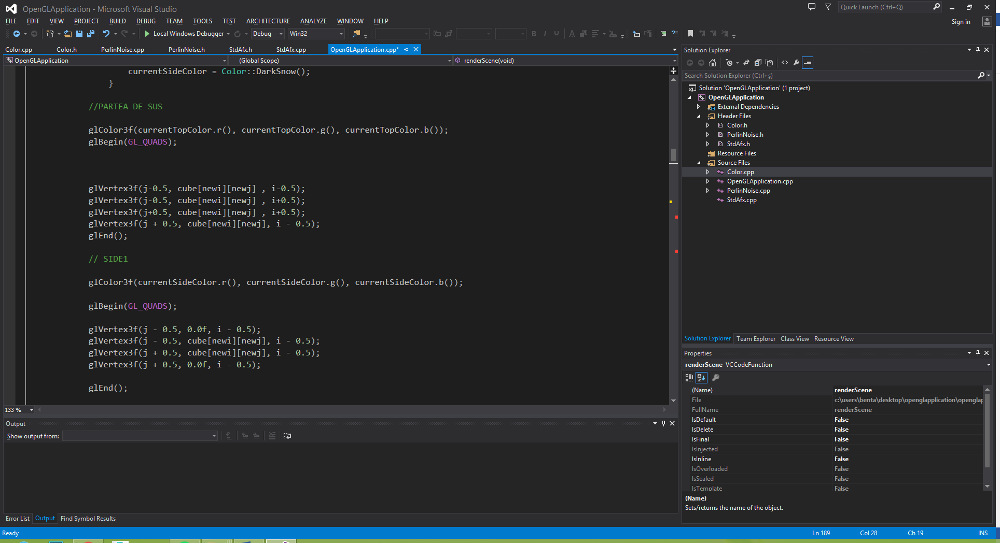 OpenGLApplication - Microsoft Visual Studio
Quick Launch (Ctrl+Q)
FILE EDIT VIEW PROJECT BUILD DEBUG TEAM TOOLS TEST ARCHITECTURE ANALYZE WINDOW HELP
Sign in
Local Windows Debugger Debug Win32
Color.cpp Color.h PerlinNoise.cpp PerlinNoise.h StdAfx.h StdAfx.cpp OpenGLApplication.cpp*
OpenGLApplication (Global Scope) renderScene(void)
currentSideColor = Color::DarkSnow();
}
//PARTEA DE SUS
glColor3f(currentTopColor.r(), currentTopColor.g(), currentTopColor.b());
glBegin(GL_QUADS);
glVertex3f(j-0.5, cube[newi][newj] , i-0.5);
glVertex3f(j-0.5, cube[newi][newj] , i+0.5);
glVertex3f(j+0.5, cube[newi][newj] , i+0.5);
glVertex3f(j + 0.5, cube[newi][newj], i - 0.5);
glEnd();
// SIDE1
glColor3f(currentSideColor.r(), currentSideColor.g(), currentSideColor.b());
glBegin(GL_QUADS);
glVertex3f(j - 0.5, 0.0f, i - 0.5);
glVertex3f(j - 0.5, cube[newi][newj], i - 0.5);
glVertex3f(j + 0.5, cube[newi][newj], i - 0.5);
glVertex3f(j + 0.5, 0.0f, i - 0.5);
glEnd();
133 %
Output
Show output from:
Error List Output Find Symbol Results
Solution Explorer
Search Solution Explorer (Ctrl+ş)
Solution 'OpenGLApplication' (1 project)
OpenGLApplication
External Dependencies
Header Files
Color.h
PerlinNoise.h
StdAfx.h
Resource Files
Source Files
Color.cpp
OpenGLApplication.cpp
PerlinNoise.cpp
StdAfx.cpp
Solution Explorer Team Explorer Class View Resource View
Properties
renderScene VCCodeFunction
(Name) renderScene
File c:\users\benta\desktop\openglapplication\openglap
FullName renderScene
IsDefault False
IsDelete False
IsFinal False
IsInjected False
IsInline False
IsOverloaded False
IsSealed False
IsTemplate False
(Name)
Sets/returns the name of the object.
Ready Ln 189 Col 28 Ch 19 INS